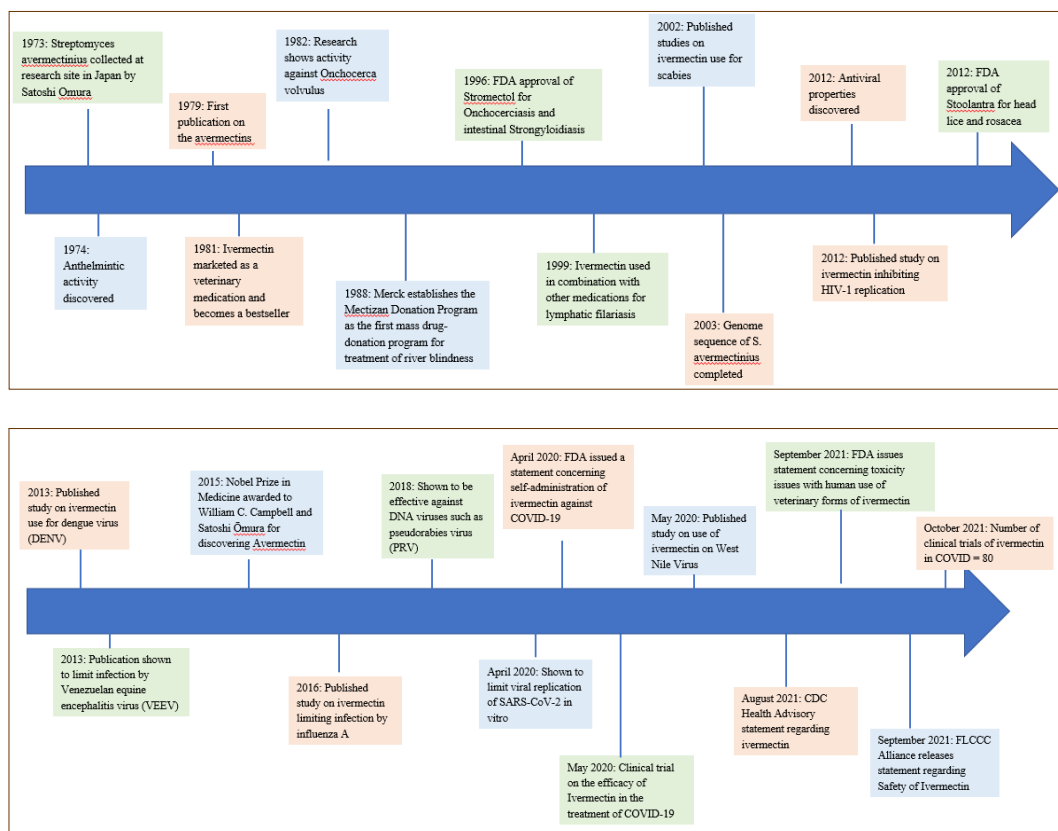 1973: Streptomyces
avermectinius collected at
research site in Japan by
Satoshi Omura
1979: First
publication on
the avermectins
1982: Research
shows activity
against Onchocerca
volvulus
1996: FDA approval of
Stromectol for
Onchocerciasis and
intestinal Strongyloidiasis
2002: Published
studies on
ivermectin use for
scabies
2012: Antiviral
properties
discovered
2012: FDA
approval of
Stoolantra for head
lice and rosacea
1974:
Anthelmintic
activity
discovered
1981: Ivermectin
marketed as a
veterinary
medication and
becomes a bestseller
1988: Merck establishes the
Mectizan Donation Program
as the first mass drug-
donation program for
treatment of river blindness
1999: Ivermectin used
in combination with
other medications for
lymphatic filariasis
2003: Genome
sequence of S.
avermectinius
completed
2012: Published study on
ivermectin inhibiting
HIV-1 replication
2013: Published
study on ivermectin
use for dengue virus
(DENV)
2015: Nobel Prize in
Medicine awarded to
William C. Campbell and
Satoshi Ōmura for
discovering Avermectin
2018: Shown to be
effective against
DNA viruses such as
pseudorabies virus
(PRV)
April 2020: FDA issued a
statement concerning
self-administration of
ivermectin against
COVID-19
May 2020: Published
study on use of
ivermectin on West
Nile Virus
September 2021: FDA issues
statement concerning toxicity
issues with human use of
veterinary forms of ivermectin
October 2021: Number of
clinical trials of ivermectin
in COVID = 80
2013: Publication shown
to limit infection by
Venezuelan equine
encephalitis virus (VEEV)
2016: Published
study on ivermectin
limiting infection by
influenza A
April 2020: Shown to
limit viral replication
of SARS-CoV-2 in
vitro
May 2020: Clinical trial
on the efficacy of
Ivermectin in the
treatment of COVID-19
August 2021: CDC
Health Advisory
statement regarding
ivermectin
September 2021: FLCCC
Alliance releases
statement regarding
Safety of Ivermectin